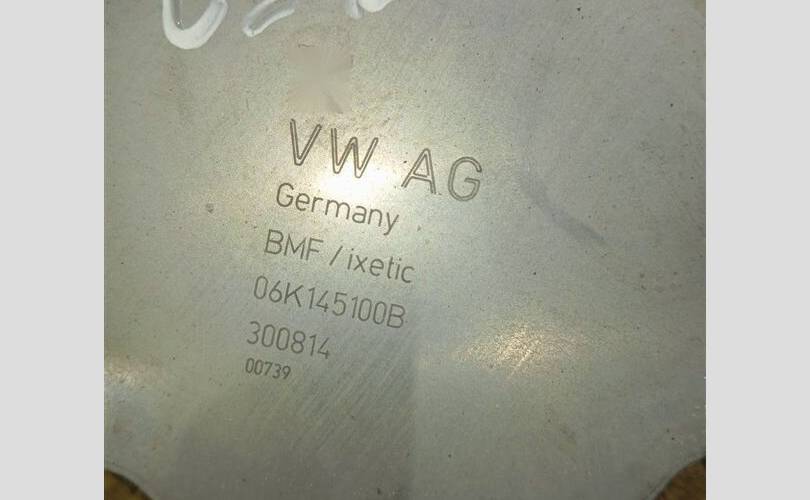 VW AG
Germany
BMF / ixetic
06K145100B
300814
00739